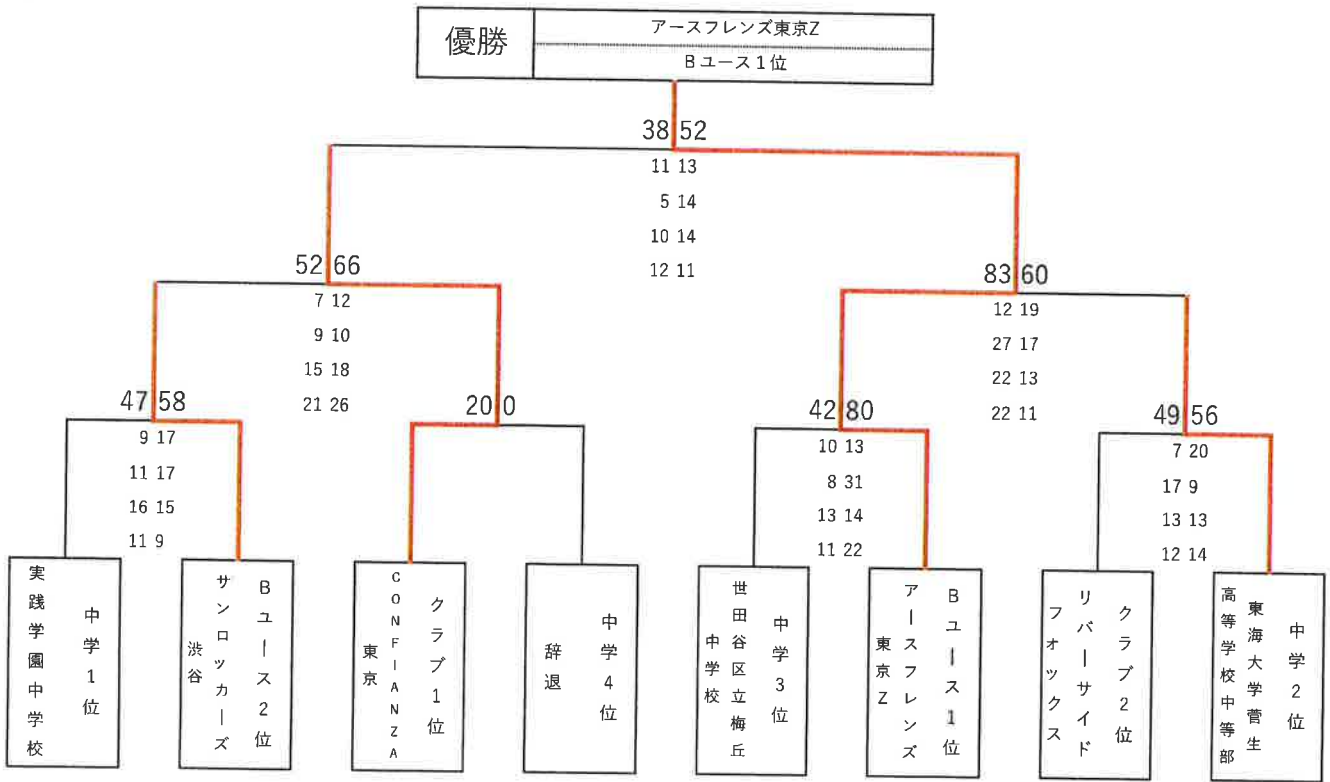 優勝
アースフレンズ東京Z
Bユース1位
38 52
11 13
5 14
10 14
12 11
52 66
7 12
9 10
15 18
21 26
83 60
12 19
27 17
22 13
22 11
47 58
9 17
11 17
16 15
11 9
20 0
42 80
10 13
8 31
13 14
11 22
49 56
7 20
17 9
13 13
12 14
中学1位
実践学園中学校
Bユース2位
サンロッカーズ
渋谷
クラブ1位
CONFIANZA
東京
中学4位
辞退
中学3位
世田谷区立梅丘
中学校
Bユース1位
アースフレンズ
東京Z
クラブ2位
リバーサイド
フォックス
中学2位
東海大学菅生
高等学校中等部